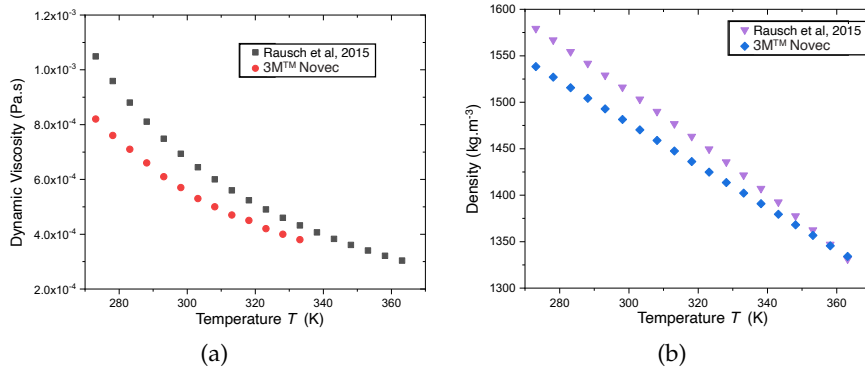 1.2x10⁻³
1.0x10⁻³
8.0x10⁻⁴
6.0x10⁻⁴
4.0x10⁻⁴
2.0x10⁻⁴
Dynamic Viscosity (Pa.s)
Rausch et al, 2015
3M™ Novec
280 300 320 340 360
Temperature T (K)
(a)
1600
1550
1500
1450
1400
1350
1300
Density (kg.m-3)
Rausch et al, 2015
3M™ Novec
280 300 320 340 360
Temperature T (K)
(b)